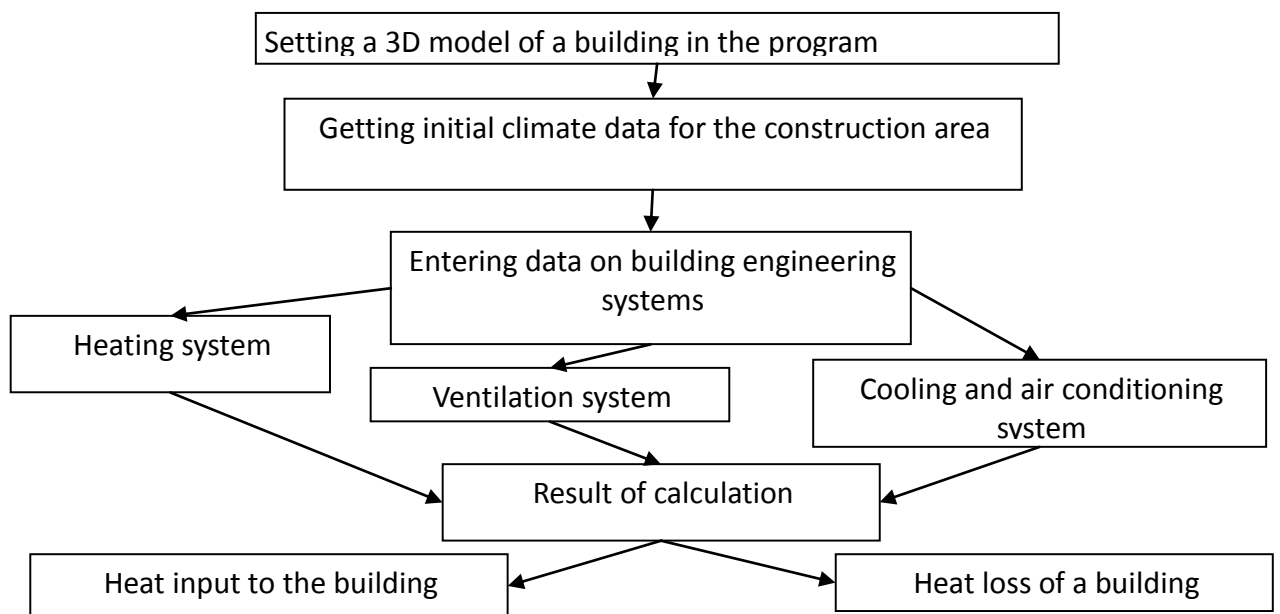 Setting a 3D model of a building in the program
Getting initial climate data for the construction area
Entering data on building engineering
systems
Heating system
Ventilation system
Cooling and air conditioning
system
Result of calculation
Heat input to the building
Heat loss of a building